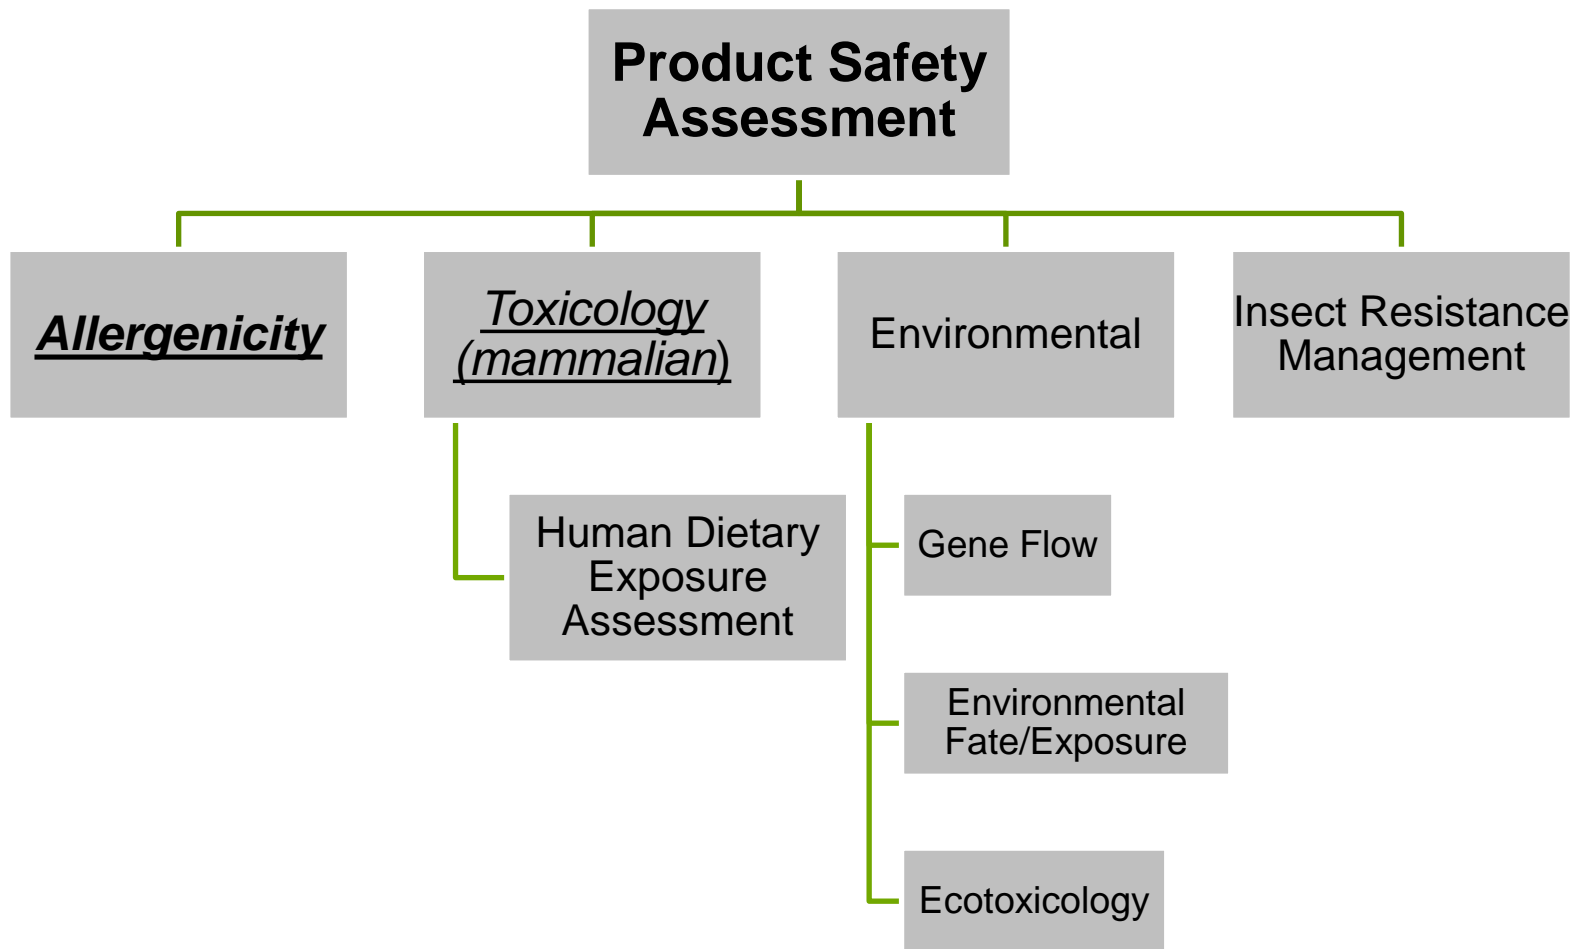 Product Safety
Assessment
Allergenicity
Toxicology
(mammalian)
Environmental
Insect Resistance
Management
Human Dietary
Exposure
Assessment
Gene Flow
Environmental
Fate/Exposure
Ecotoxicology